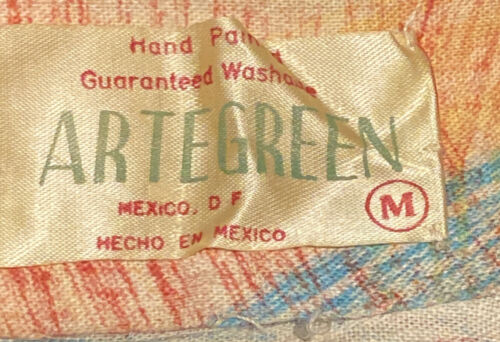 Hand
Guaranteed Washable
ARTEGREEN
MEXICO, D F
M
HECHO EN MEXICO